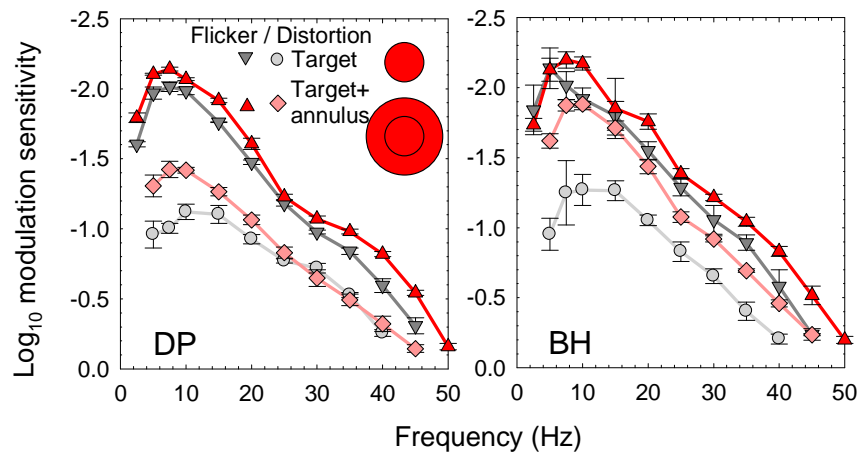 Flicker / Distortion
Target
Target+
annulus
-2.5
-2.0
-1.5
-1.0
-0.5
0.0
DP
0 10 20 30 40 50
-2.5
-2.0
-1.5
-1.0
-0.5
0.0
BH
0 10 20 30 40 50
Log10 modulation sensitivity
Frequency (Hz)